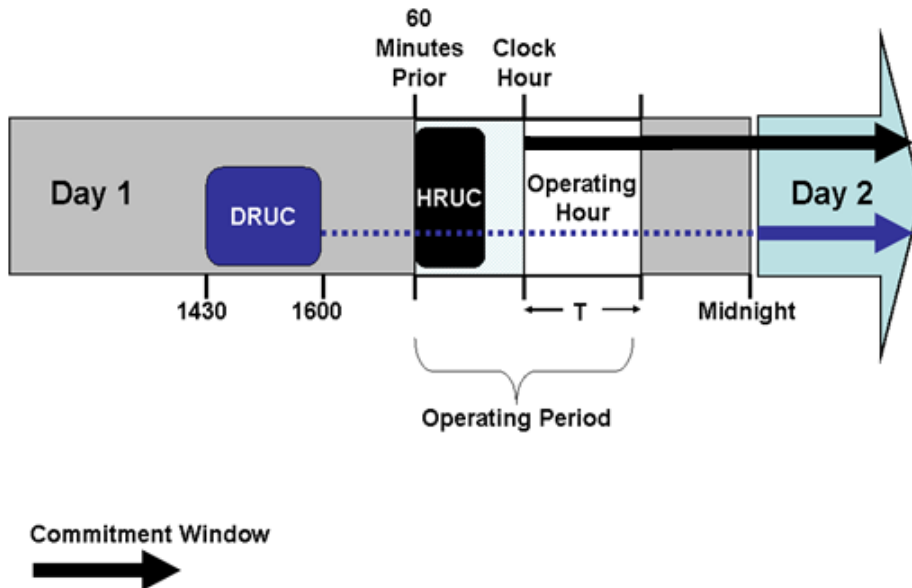 60
Minutes
Prior
Clock
Hour
Day 1
DRUC
HRUC
Operating
Hour
Day 2
1430
1600
T
Midnight
Operating Period
Commitment Window